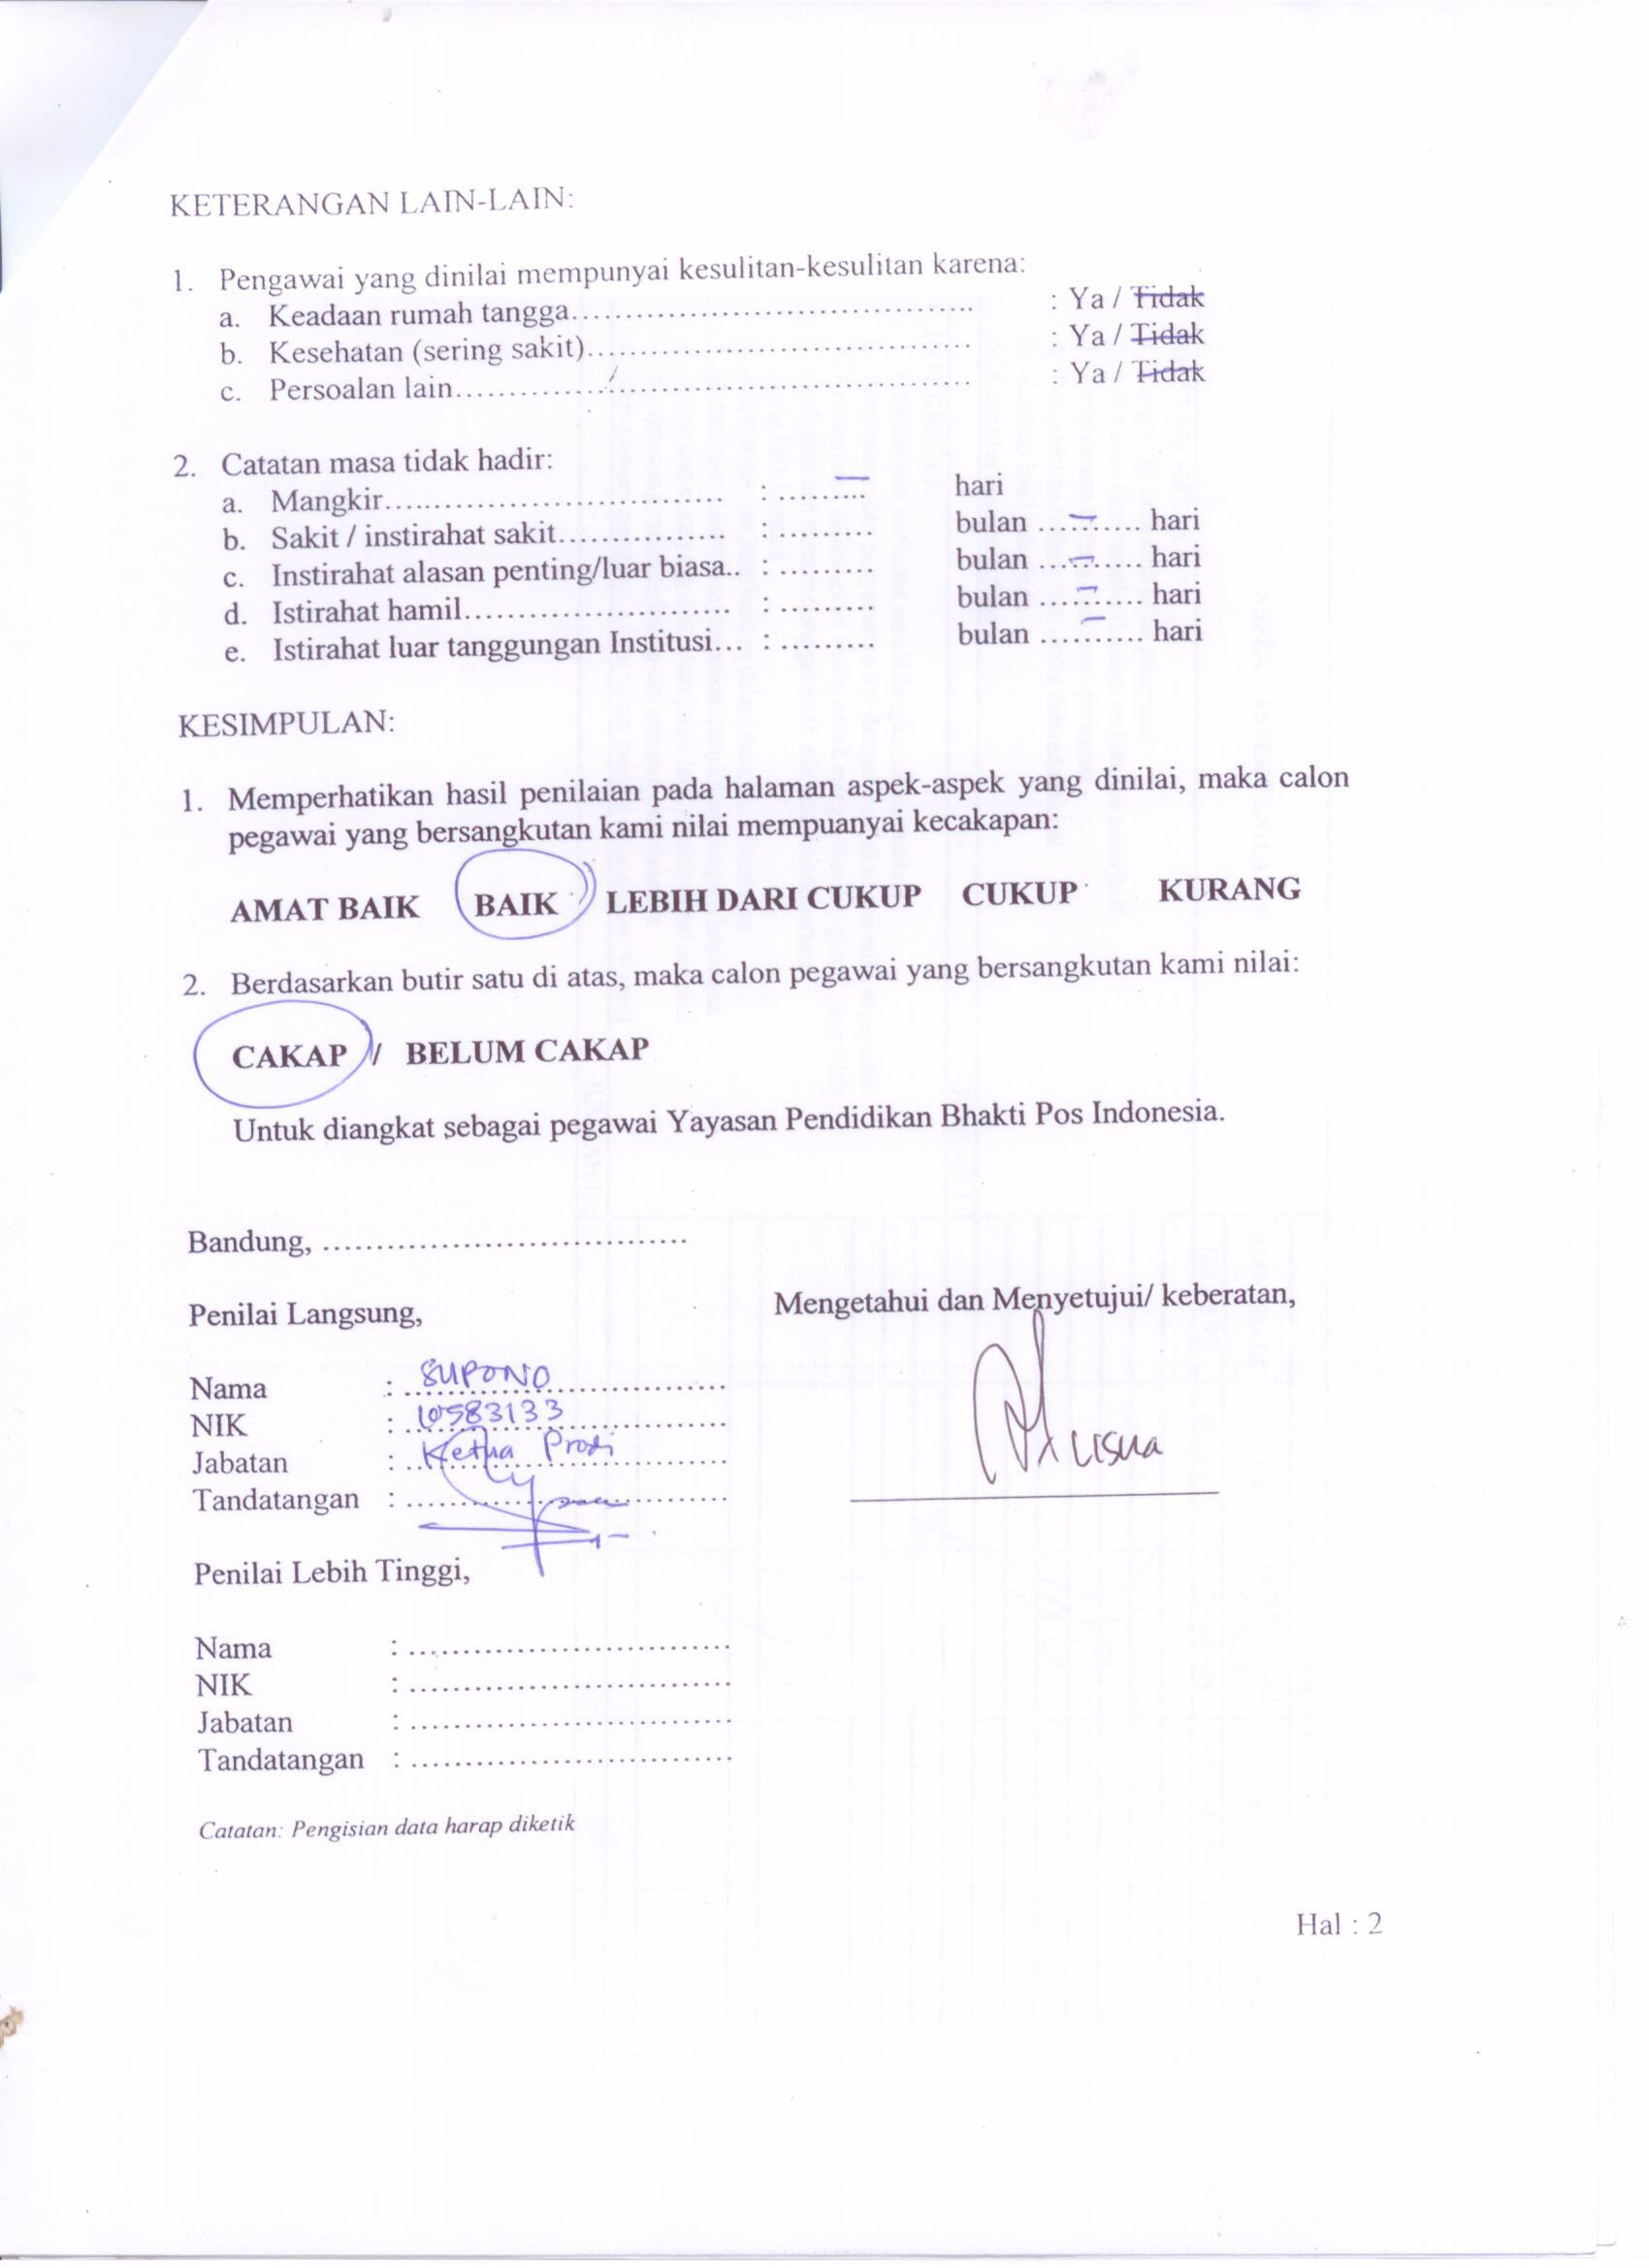 KETERANGAN LAIN-LAIN:
1. Pengawai yang dinilai mempunyai kesulitan-kesulitan karena:
a. Keadaan rumah tangga........................................ : Ya / Tidak
b. Kesehatan (sering sakit)........................................ : Ya / Tidak
c. Persoalan lain........................................ : Ya / Tidak
2. Catatan masa tidak hadir:
a. Mangkir........................................ : ......—... hari
b. Sakit / instirahat sakit.................. : .......... bulan ...—....... hari
c. Instirahat alasan penting/luar biasa.. : .......... bulan ...—....... hari
d. Istirahat hamil.............................. : .......... bulan ...—....... hari
e. Istirahat luar tanggungan Institusi... : .......... bulan ...—....... hari
KESIMPULAN:
1. Memperhatikan hasil penilaian pada halaman aspek-aspek yang dinilai, maka calon
pegawai yang bersangkutan kami nilai mempuanyai kecakapan:
AMAT BAIK BAIK LEBIH DARI CUKUP CUKUP KURANG
2. Berdasarkan butir satu di atas, maka calon pegawai yang bersangkutan kami nilai:
CAKAP / BELUM CAKAP
Untuk diangkat sebagai pegawai Yayasan Pendidikan Bhakti Pos Indonesia.
Bandung, ....................................
Penilai Langsung, Mengetahui dan Menyetujui/ keberatan,
Nama : SUPONO
NIK : 10583133
Jabatan : Ketua Prodi
Tandatangan : ................................
Penilai Lebih Tinggi,
Nama : ................................
NIK : ................................
Jabatan : ................................
Tandatangan : ................................
Catatan: Pengisian data harap diketik
Hal : 2